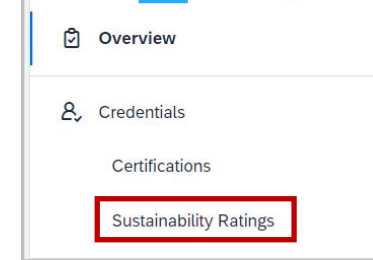 Overview
Credentials
Certifications
Sustainability Ratings